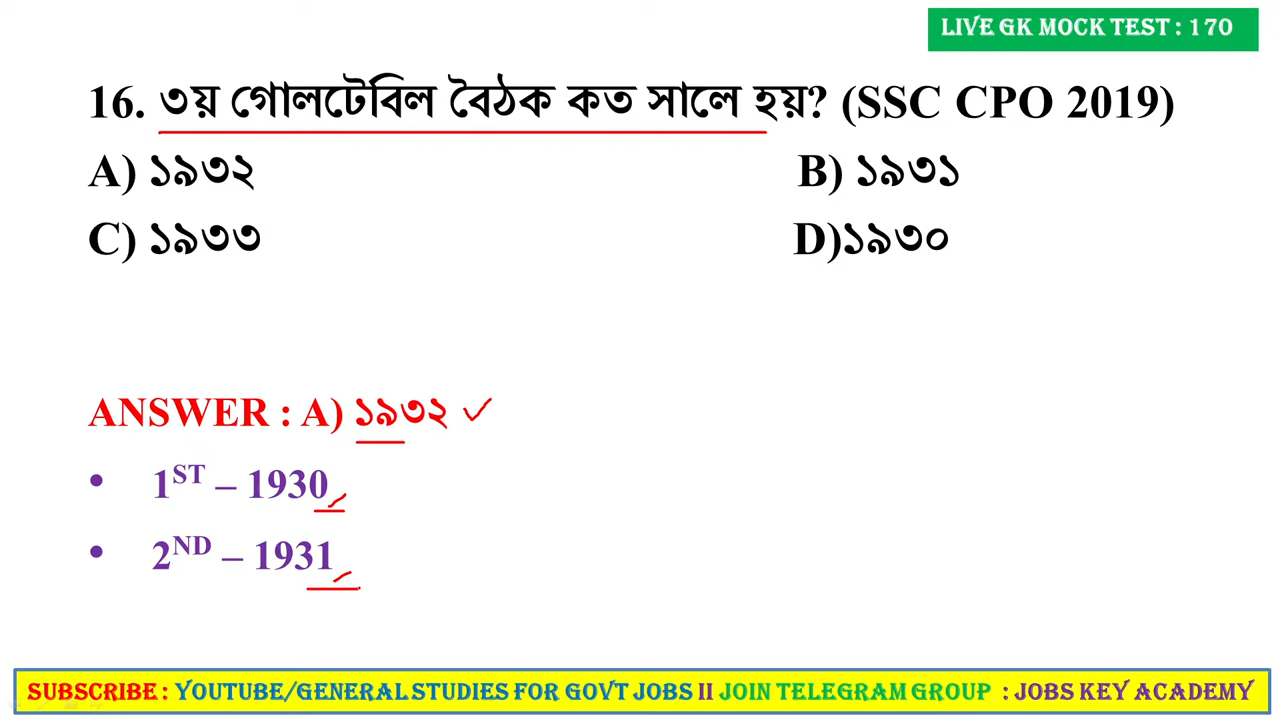 LIVE GK MOCK TEST : 170
16. ৩য় গোলটেবিল বৈঠক কত সালে হয়? (SSC CPO 2019)
A) ১৯৩২ B) ১৯৩১
C) ১৯৩৩ D)১৯৩০
ANSWER : A) ১৯৩২
• 1ST – 1930
• 2ND – 1931
SUBSCRIBE : YOUTUBE/GENERAL STUDIES FOR GOVT JOBS II JOIN TELEGRAM GROUP : JOBS KEY ACADEMY